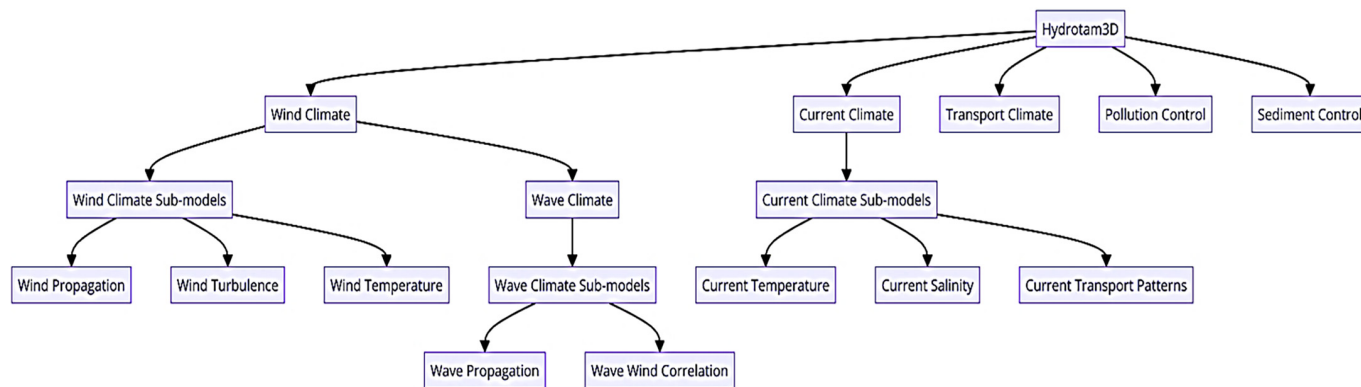 Hydrotam3D
Wind Climate
Current Climate
Transport Climate
Pollution Control
Sediment Control
Wind Climate Sub-models
Wave Climate
Current Climate Sub-models
Wind Propagation
Wind Turbulence
Wind Temperature
Wave Climate Sub-models
Current Temperature
Current Salinity
Current Transport Patterns
Wave Propagation
Wave Wind Correlation